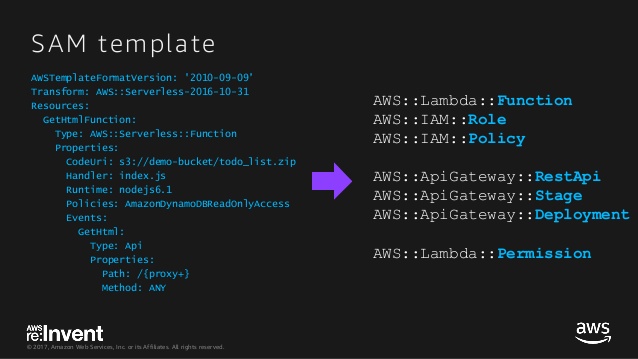 SAM template
AWSTemplateFormatVersion: '2010-09-09'
Transform: AWS::Serverless-2016-10-31
Resources:
  GetHtmlFunction:
    Type: AWS::Serverless::Function
    Properties:
      CodeUri: s3://demo-bucket/todo_list.zip
      Handler: index.js
      Runtime: nodejs6.1
      Policies: AmazonDynamoDBReadOnlyAccess
      Events:
        GetHtml:
          Type: Api
          Properties:
            Path: /{proxy+}
            Method: ANY
AWS::Lambda::Function
AWS::IAM::Role
AWS::IAM::Policy
AWS::ApiGateway::RestApi
AWS::ApiGateway::Stage
AWS::ApiGateway::Deployment
AWS::Lambda::Permission
AWS
re:Invent
© 2017, Amazon Web Services, Inc. or its Affiliates. All rights reserved.
aws